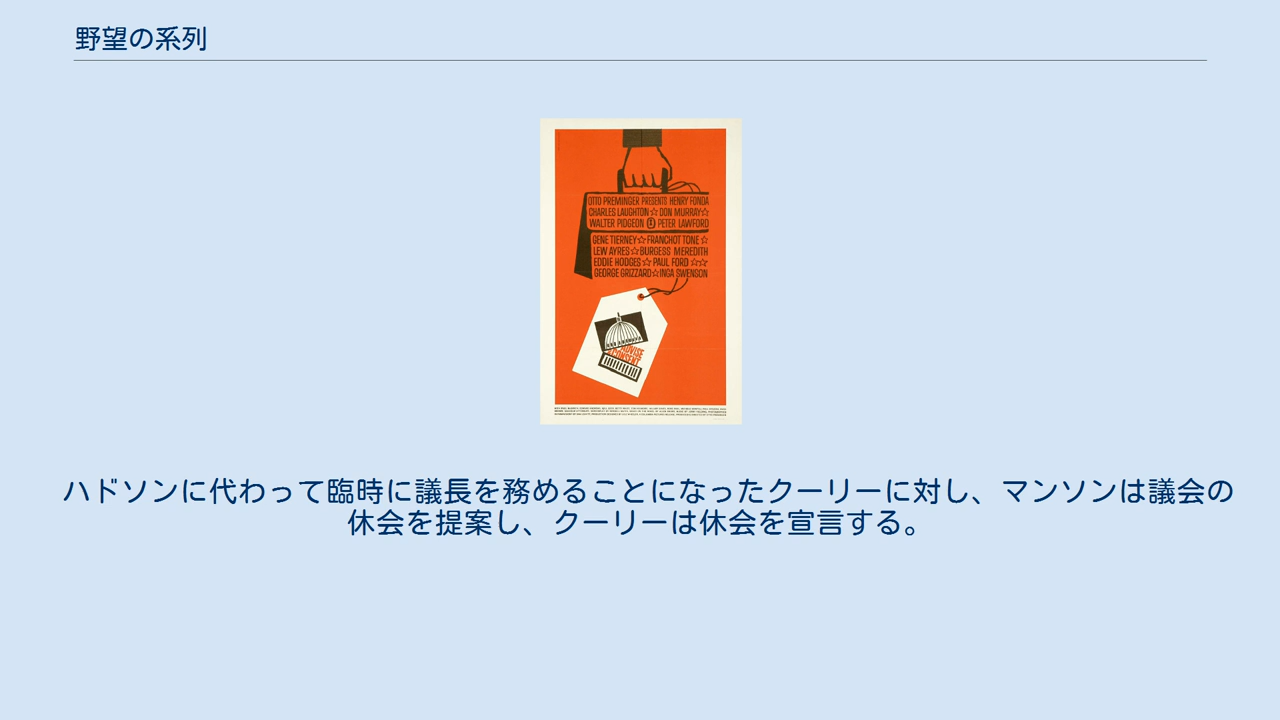 野望の系列
OTTO PREMINGER PRESENTS HENRY FONDA
CHARLES LAUGHTON☆DON MURRAY☆
WALTER PIDGEON PETER LAWFORD
GENE TIERNEY☆FRANCHOT TONE☆
LEW AYRES☆BURGESS MEREDITH
EDDIE HODGES☆PAUL FORD☆☆
GEORGE GRIZZARD☆INGA SWENSON
ADVISE
&CONSENT
ハドソンに代わって臨時に議長を務めることになったクーリーに対し、マンソンは議会の
休会を提案し、クーリーは休会を宣言する。